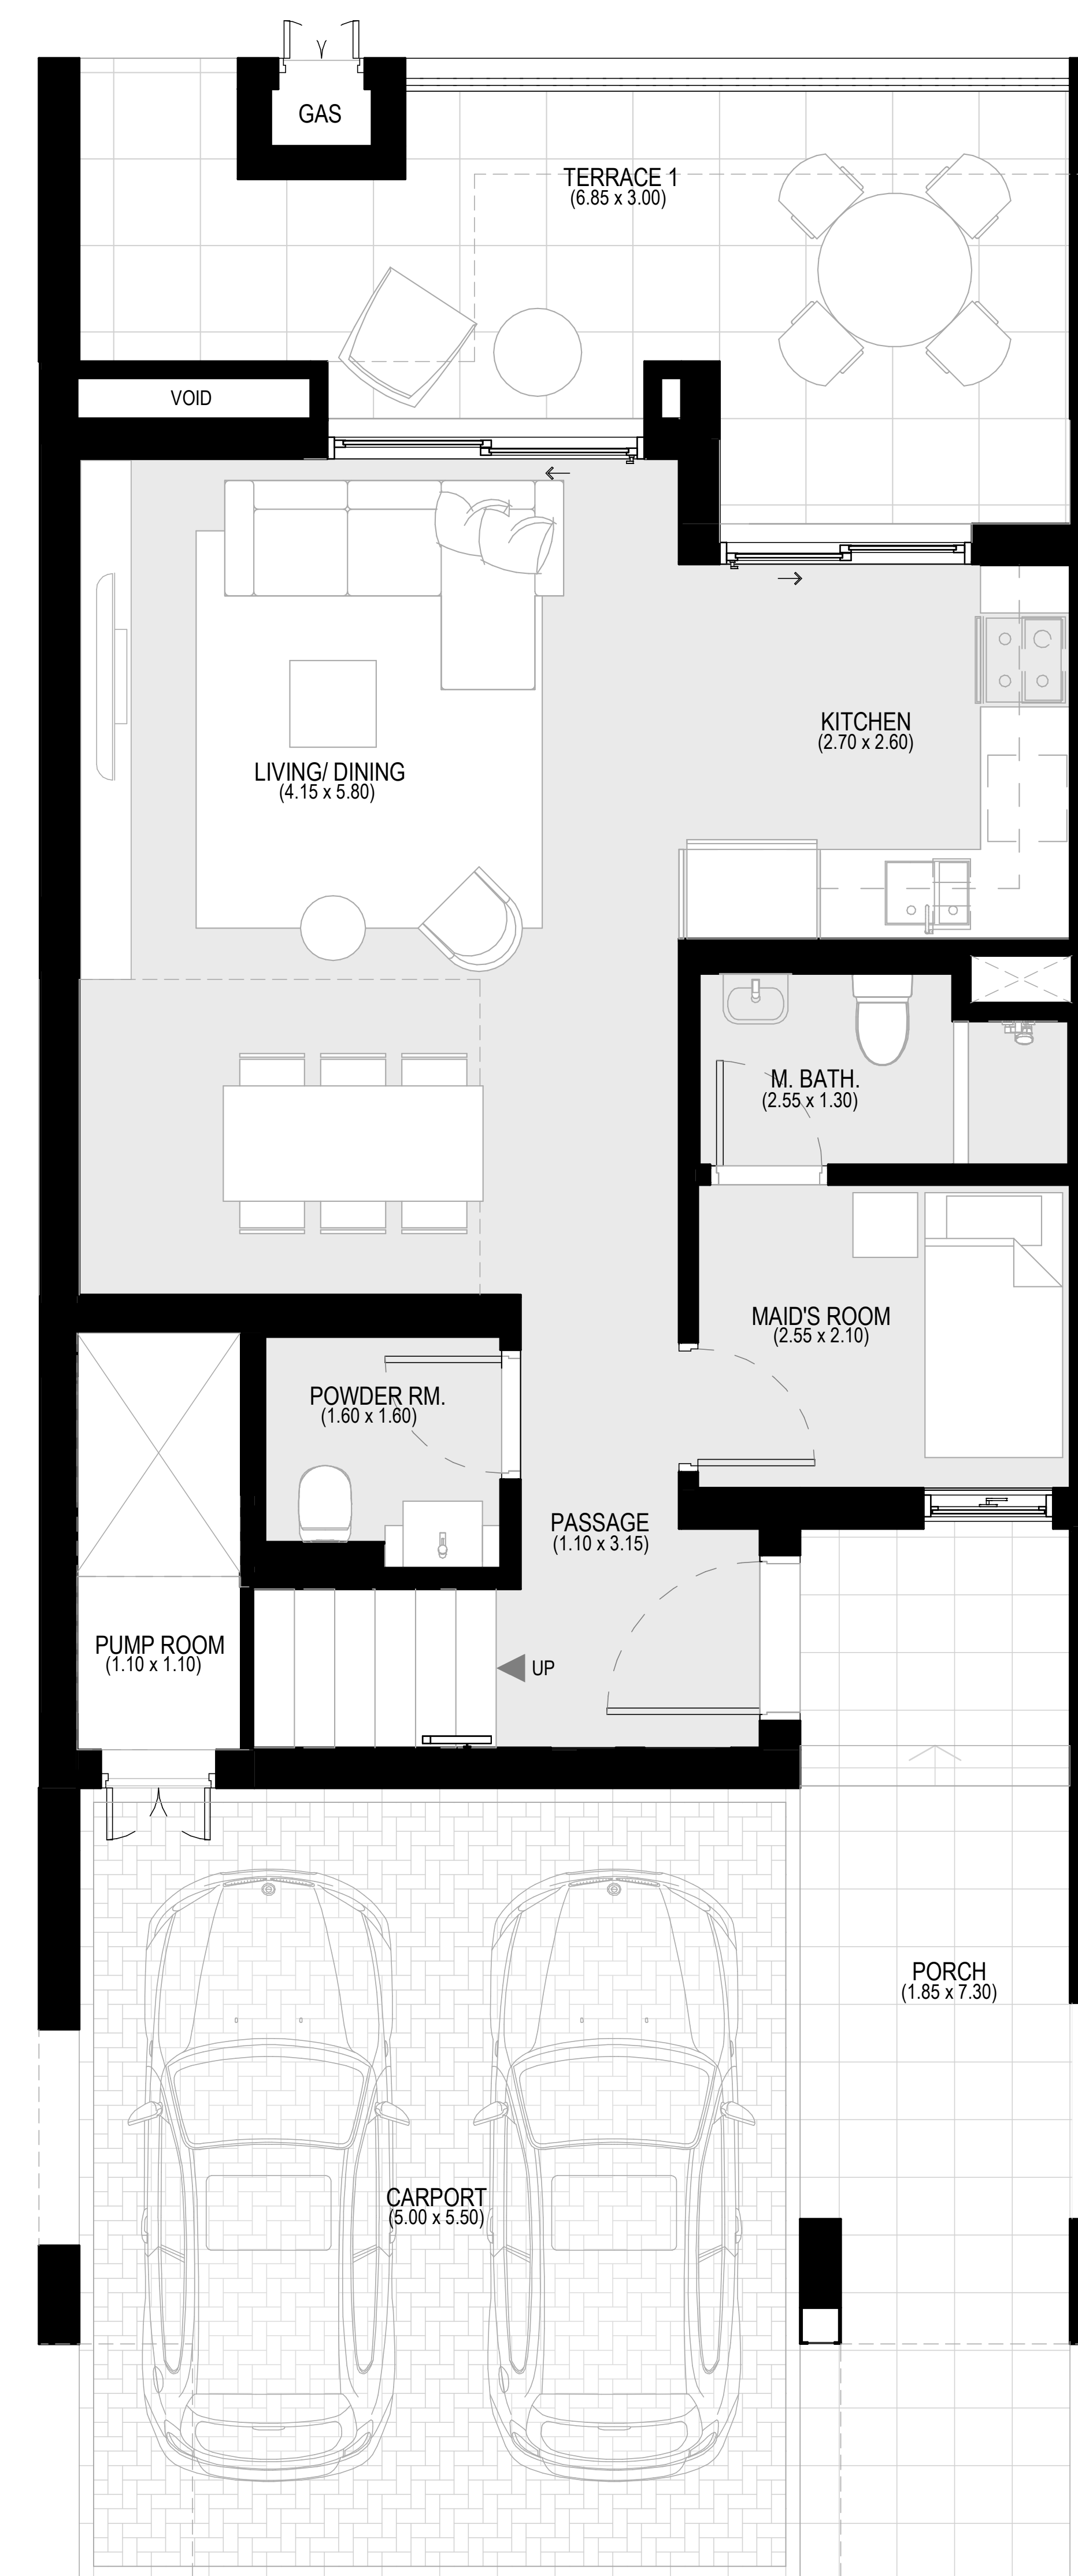 GAS
TERRACE 1
(6.85 x 3.00)
VOID
KITCHEN
(2.70 x 2.60)
LIVING/ DINING
(4.15 x 5.80)
M. BATH.
(2.55 x 1.30)
MAID'S ROOM
(2.55 x 2.10)
POWDER RM.
(1.60 x 1.60)
PASSAGE
(1.10 x 3.15)
PUMP ROOM
(1.10 x 1.10)
UP
PORCH
(1.85 x 7.30)
CARPORT
(5.00 x 5.50)